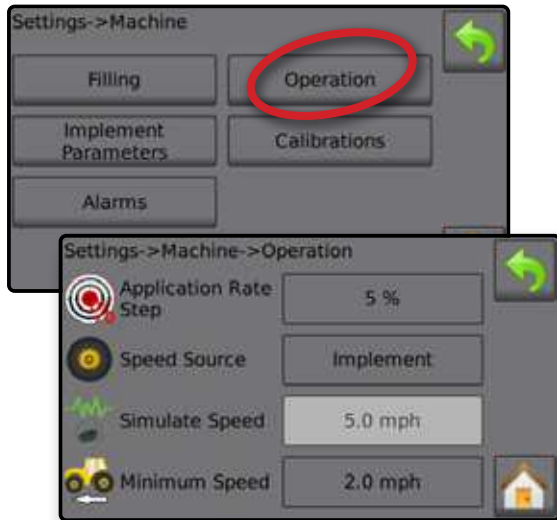 Settings->Machine
Filling
Operation
Implement
Parameters
Calibrations
Alarms
Settings->Machine->Operation
Application Rate
Step
5 %
Speed Source
Implement
Simulate Speed
5.0 mph
Minimum Speed
2.0 mph